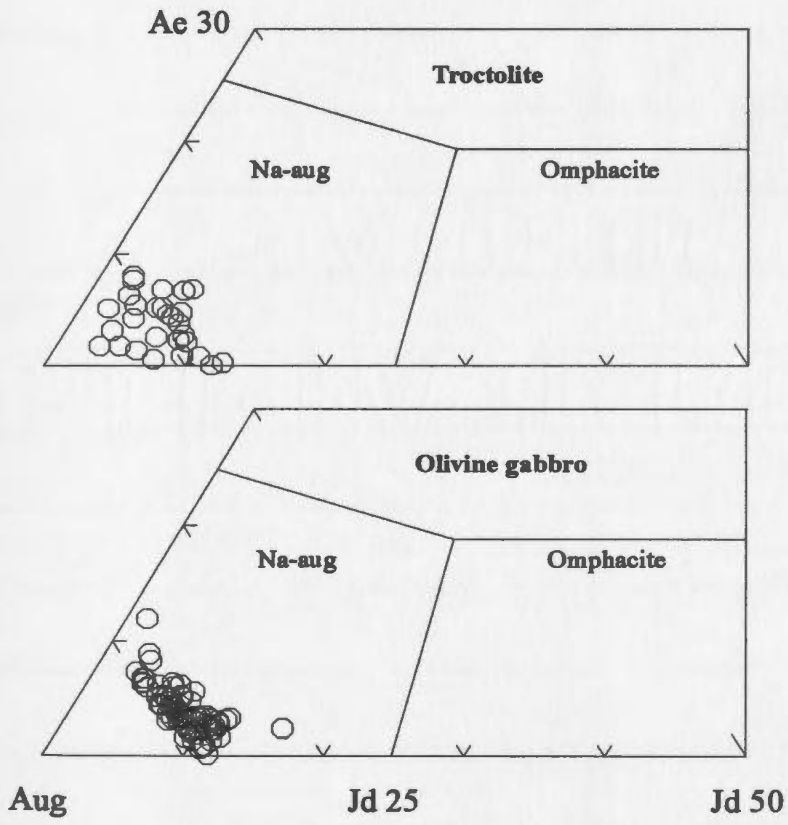 Ae 30
Troctolite
Na-aug
Omphacite
Olivine gabbro
Na-aug
Omphacite
Aug
Jd 25
Jd 50